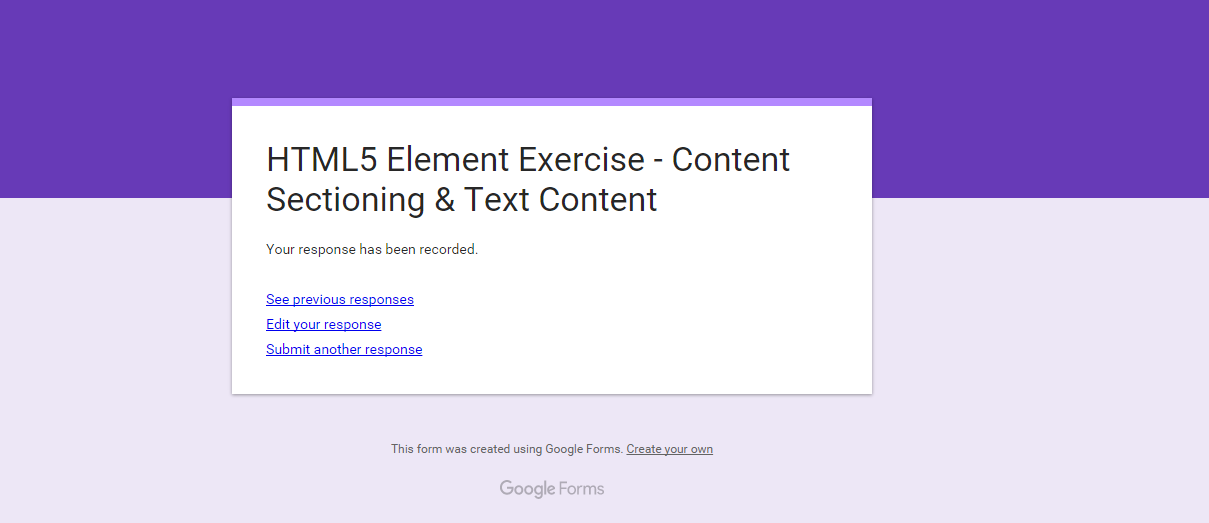 HTML5 Element Exercise - Content
Sectioning & Text Content
Your response has been recorded.
See previous responses
Edit your response
Submit another response
This form was created using Google Forms. Create your own
Google Forms